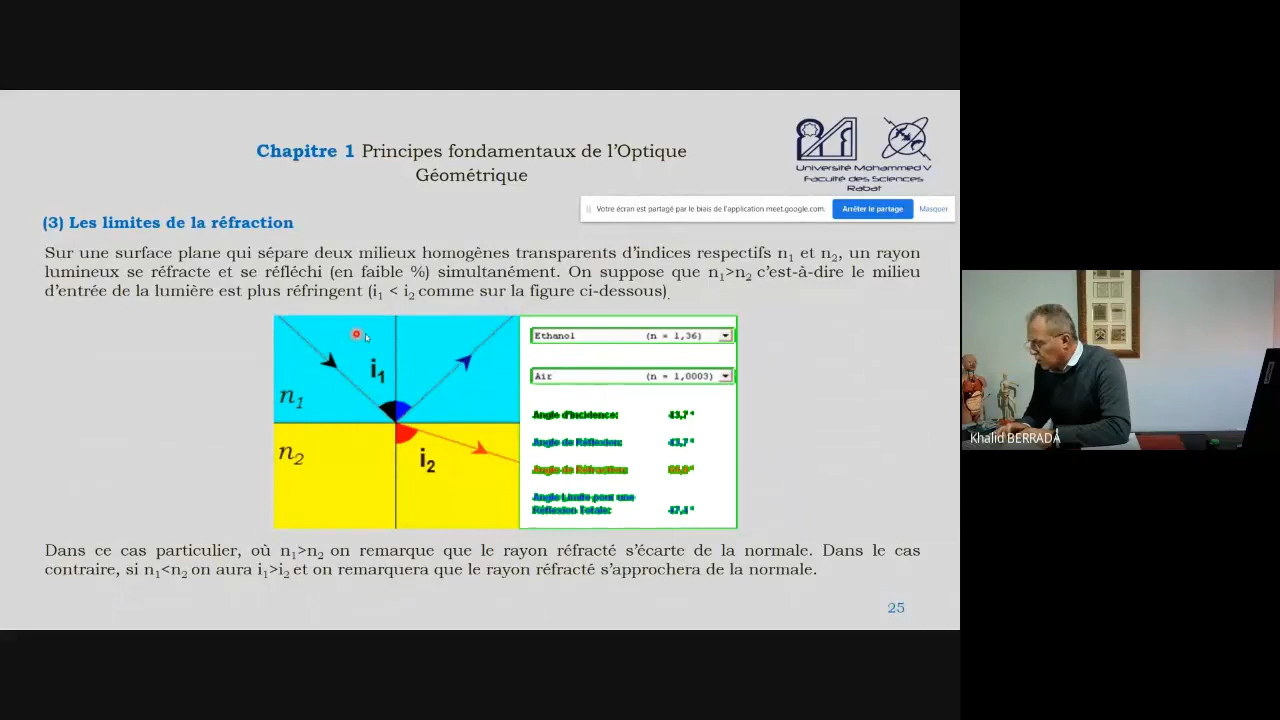 Chapitre 1 Principes fondamentaux de l'Optique
Géométrique
Université Mohammed V
Faculté des Sciences
Rabat
Votre écran est partagé par le biais de l'application meet.google.com.
Arrêter le partage
Masquer
(3) Les limites de la réfraction
Sur une surface plane qui sépare deux milieux homogènes transparents d'indices respectifs n₁ et n₂, un rayon
lumineux se réfracte et se réfléchi (en faible %) simultanément. On suppose que n₁>n₂ c'est-à-dire le milieu
d'entrée de la lumière est plus réfringent (i₁ < i₂ comme sur la figure ci-dessous).
i₁
n₁
n₂
i₂
Ethanol (n = 1,36)
Air (n = 1,0003)
Angle d'Incidence: 43,7°
Angle de Réflexion: 43,7°
Angle de Réfraction:
Angle Limite pour une
Réflexion Totale: 47,4°
Khalid BERRADA
Dans ce cas particulier, où n₁>n₂ on remarque que le rayon réfracté s'écarte de la normale. Dans le cas
contraire, si n₁<n₂ on aura i₁>i₂ et on remarquera que le rayon réfracté s'approchera de la normale.
25